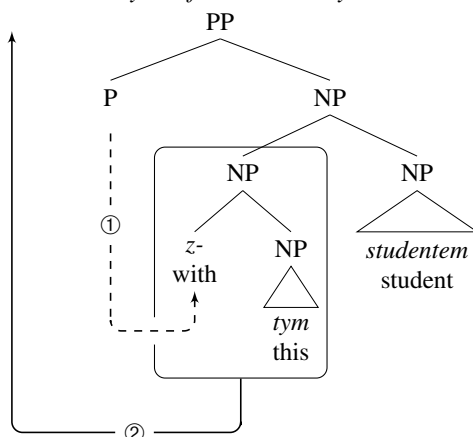 PP
P NP
NP NP
①
z- NP studentem
with student
tym
this
②